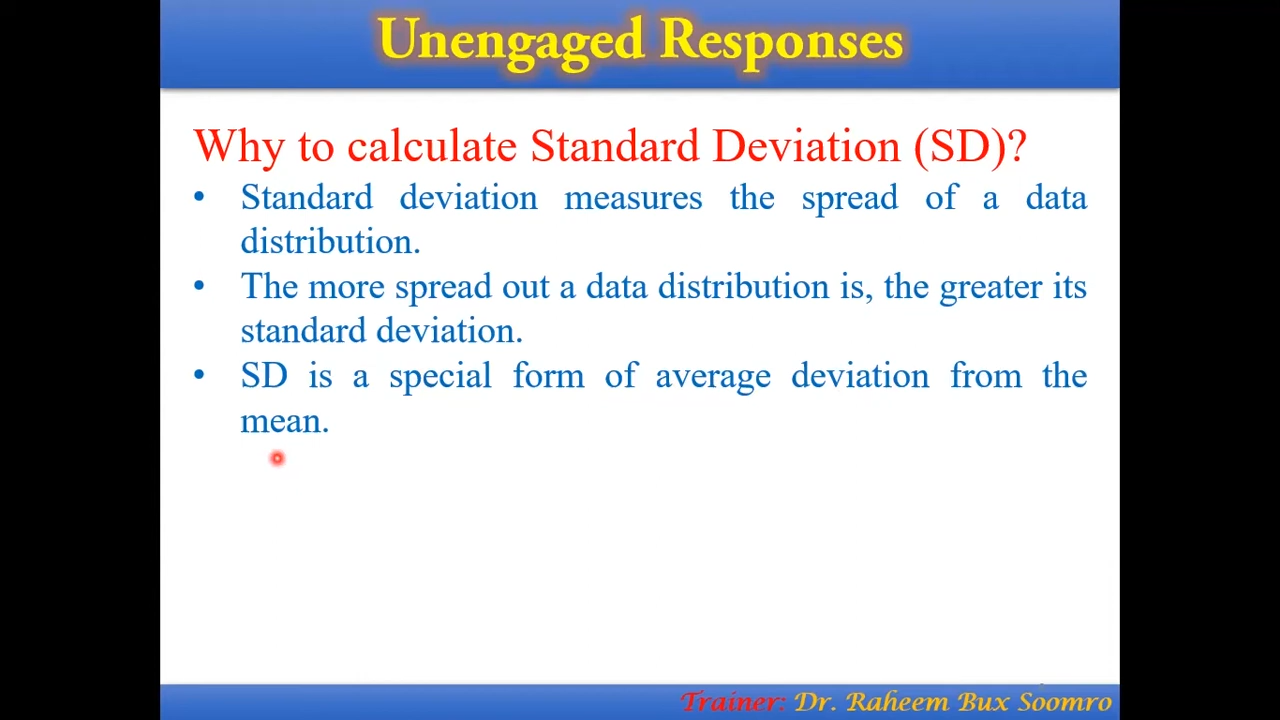 Unengaged Responses
Why to calculate Standard Deviation (SD)?
• Standard deviation measures the spread of a data
distribution.
• The more spread out a data distribution is, the greater its
standard deviation.
• SD is a special form of average deviation from the
mean.
Trainer: Dr. Raheem Bux Soomro